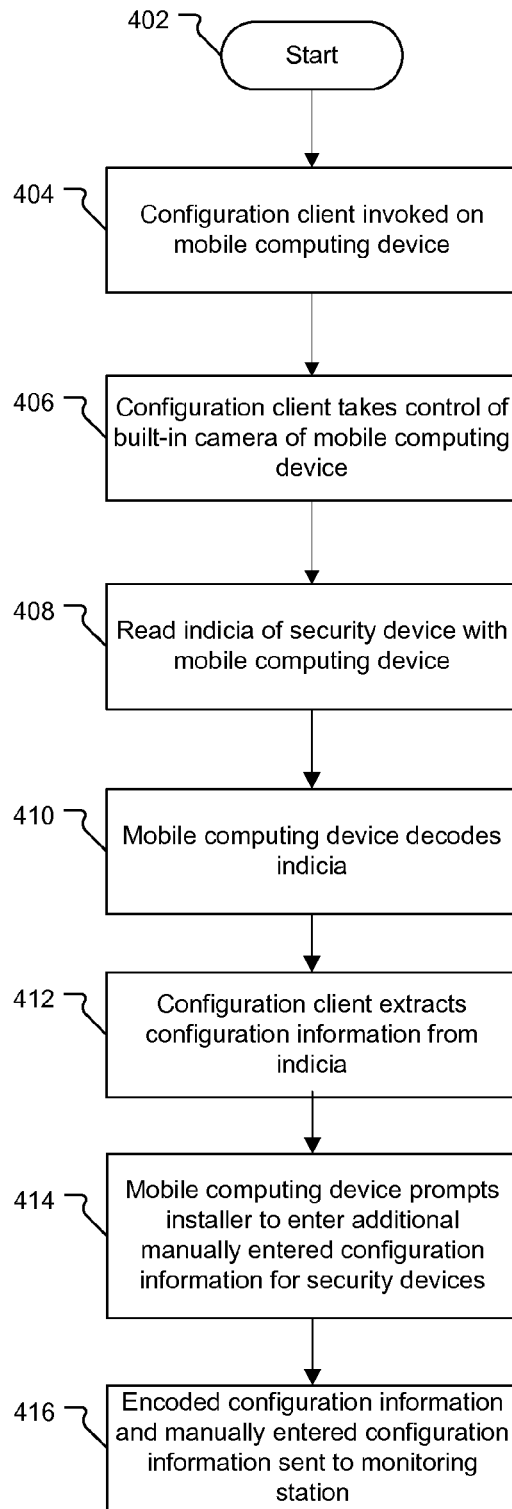 402
Start
404
Configuration client invoked on
mobile computing device
406
Configuration client takes control of
built-in camera of mobile computing
device
408
Read indicia of security device with
mobile computing device
410
Mobile computing device decodes
indicia
412
Configuration client extracts
configuration information from
indicia
414
Mobile computing device prompts
installer to enter additional
manually entered configuration
information for security devices
416
Encoded configuration information
and manually entered configuration
information sent to monitoring
station